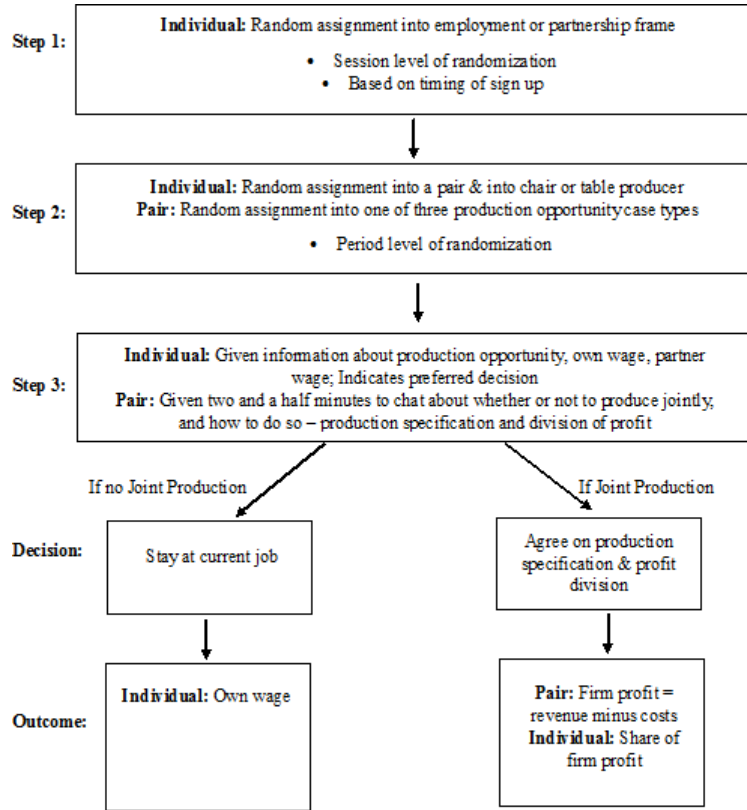 Step 1:
Individual: Random assignment into employment or partnership frame
• Session level of randomization
• Based on timing of sign up
Step 2:
Individual: Random assignment into a pair & into chair or table producer
Pair: Random assignment into one of three production opportunity case types
• Period level of randomization
Step 3:
Individual: Given information about production opportunity, own wage, partner
wage; Indicates preferred decision
Pair: Given two and a half minutes to chat about whether or not to produce jointly,
and how to do so – production specification and division of profit
If no Joint Production
If Joint Production
Decision:
Stay at current job
Agree on production
specification & profit
division
Outcome:
Individual: Own wage
Pair: Firm profit =
revenue minus costs
Individual: Share of
firm profit